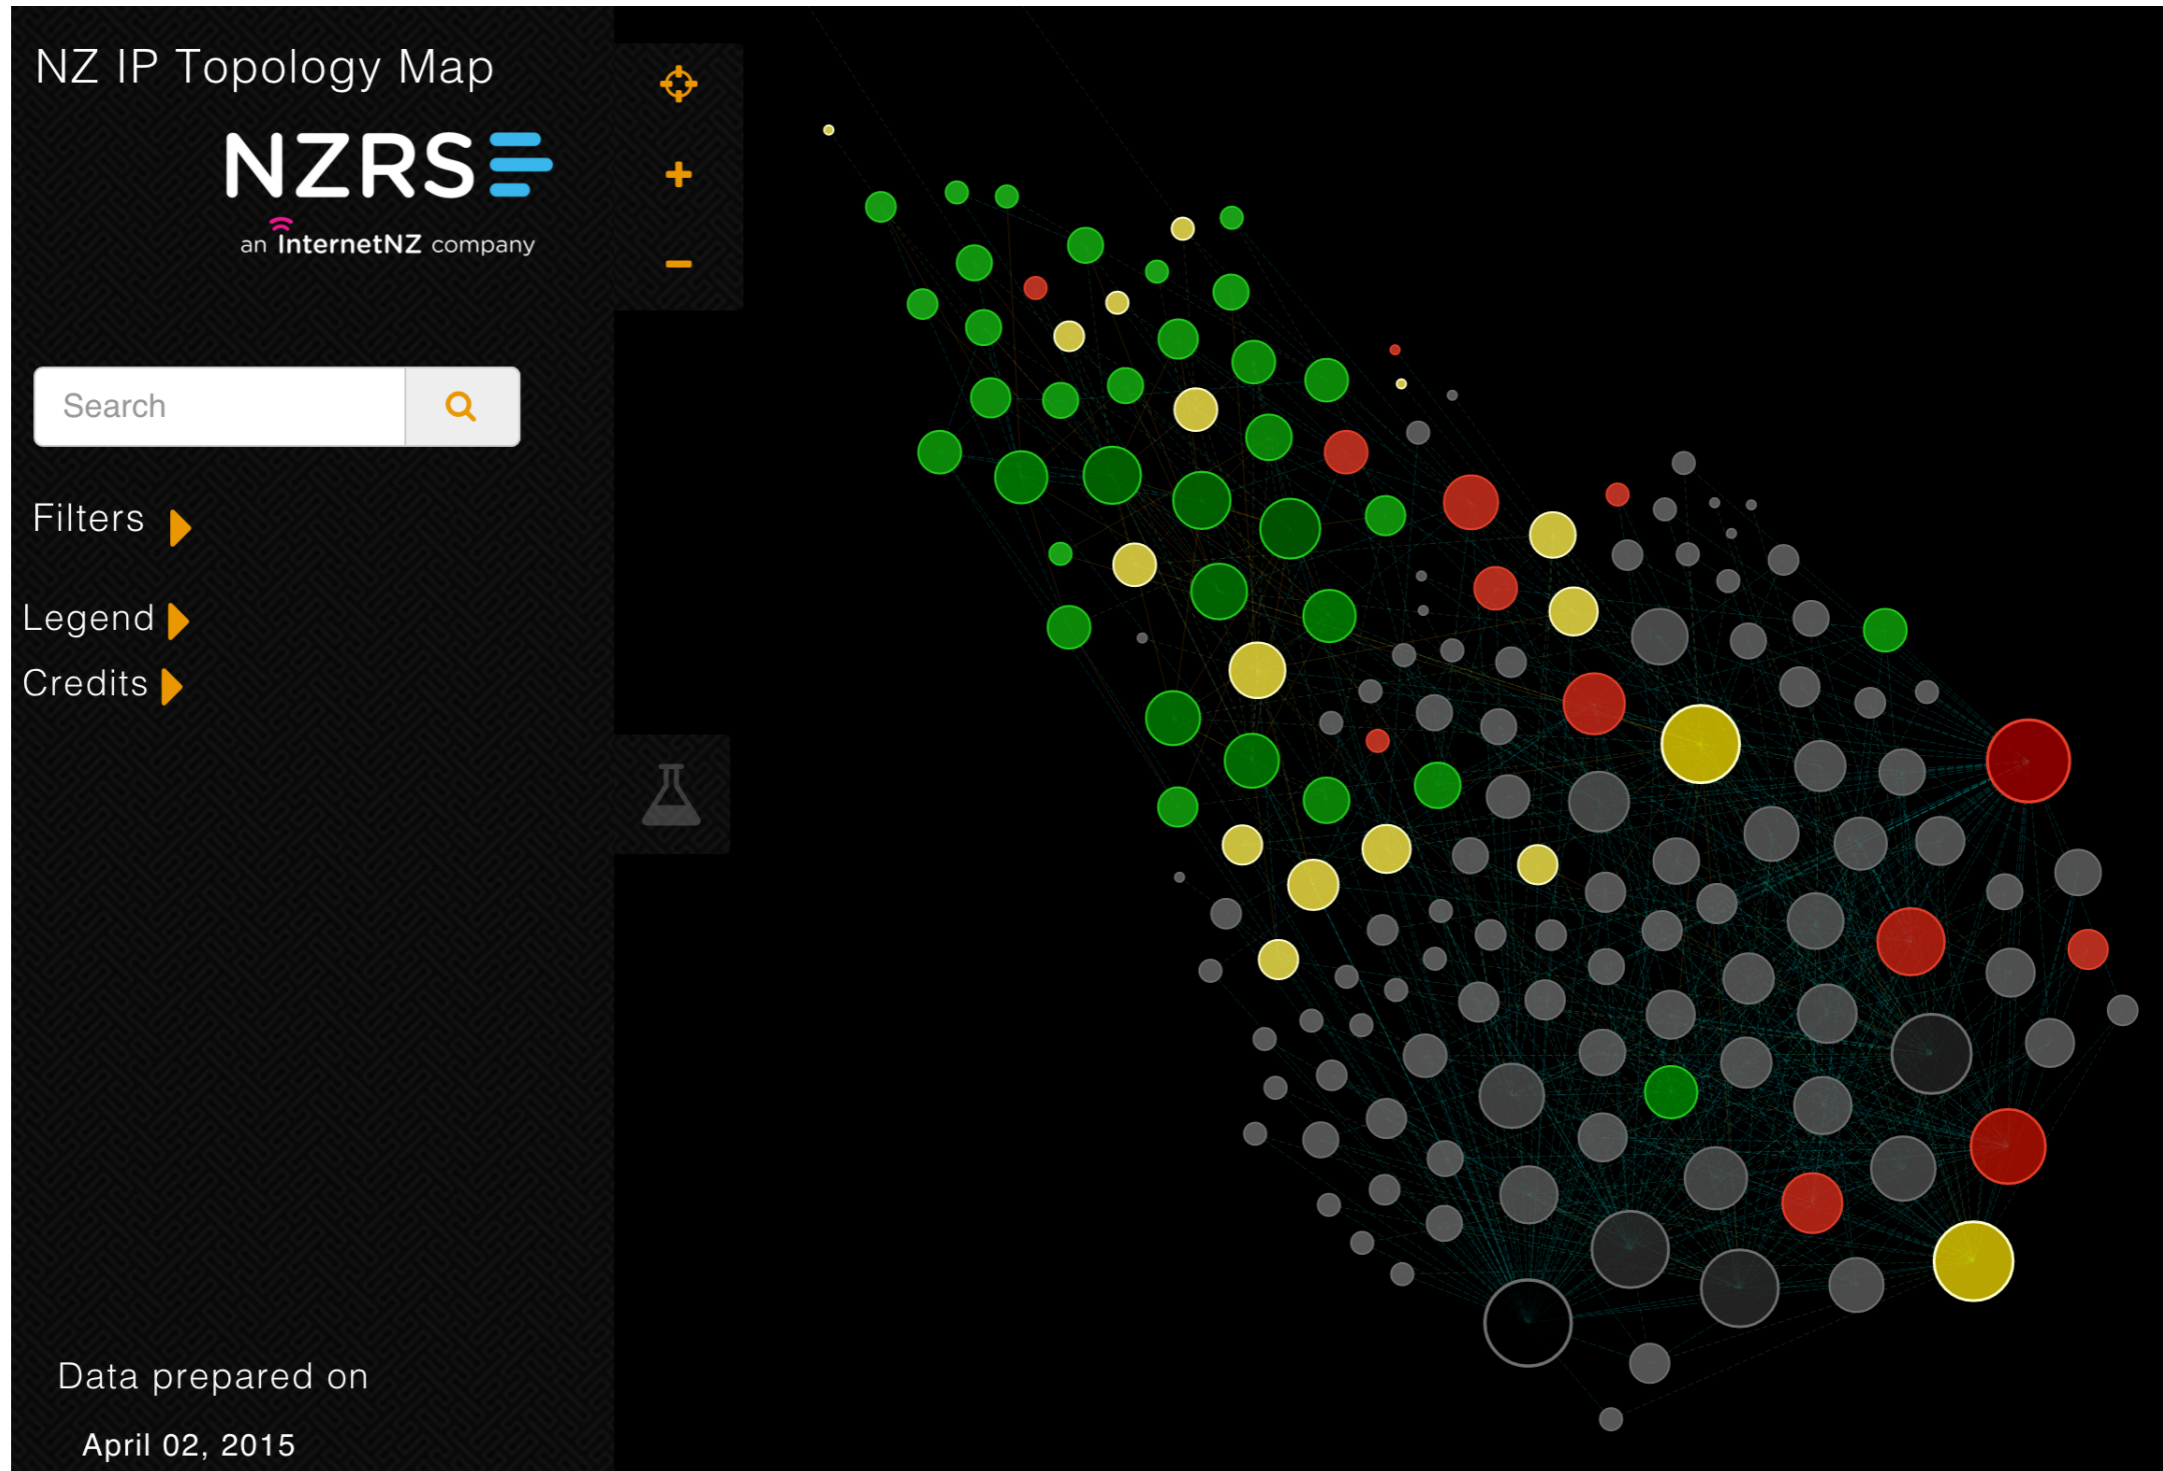 NZ IP Topology Map
NZRS
an InternetNZ company
Search
Filters
Legend
Credits
Data prepared on
April 02, 2015